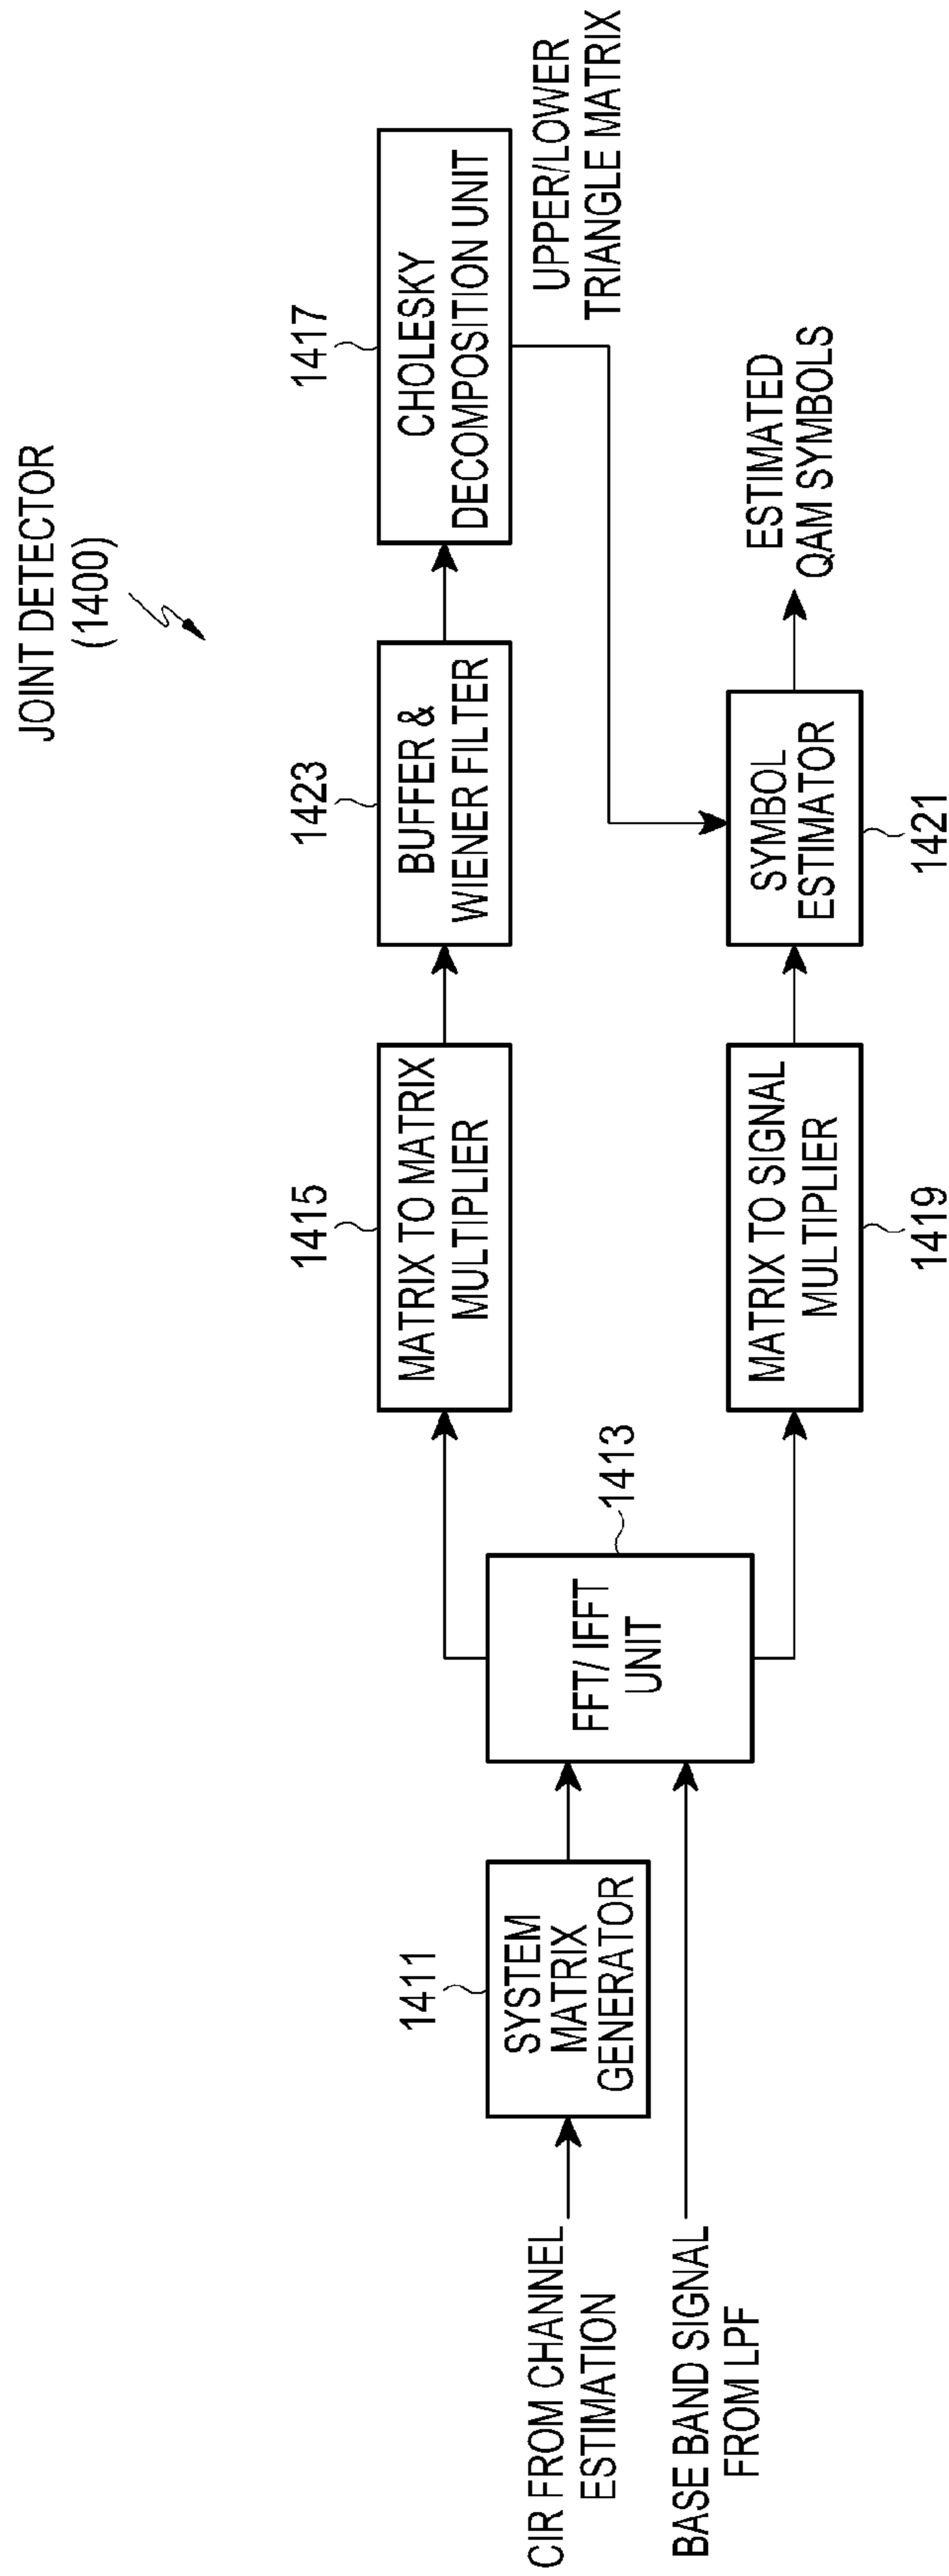 JOINT DETECTOR
(1400)
CIR FROM CHANNEL
ESTIMATION
BASE BAND SIGNAL
FROM LPF
1411
SYSTEM
MATRIX
GENERATOR
1413
FFT/ IFFT
UNIT
1415
MATRIX TO MATRIX
MULTIPLIER
1423
BUFFER &
WIENER FILTER
1417
CHOLESKY
DECOMPOSITION UNIT
UPPER/LOWER
TRIANGLE MATRIX
MATRIX TO SIGNAL
MULTIPLIER
1419
SYMBOL
ESTIMATOR
1421
ESTIMATED
QAM SYMBOLS